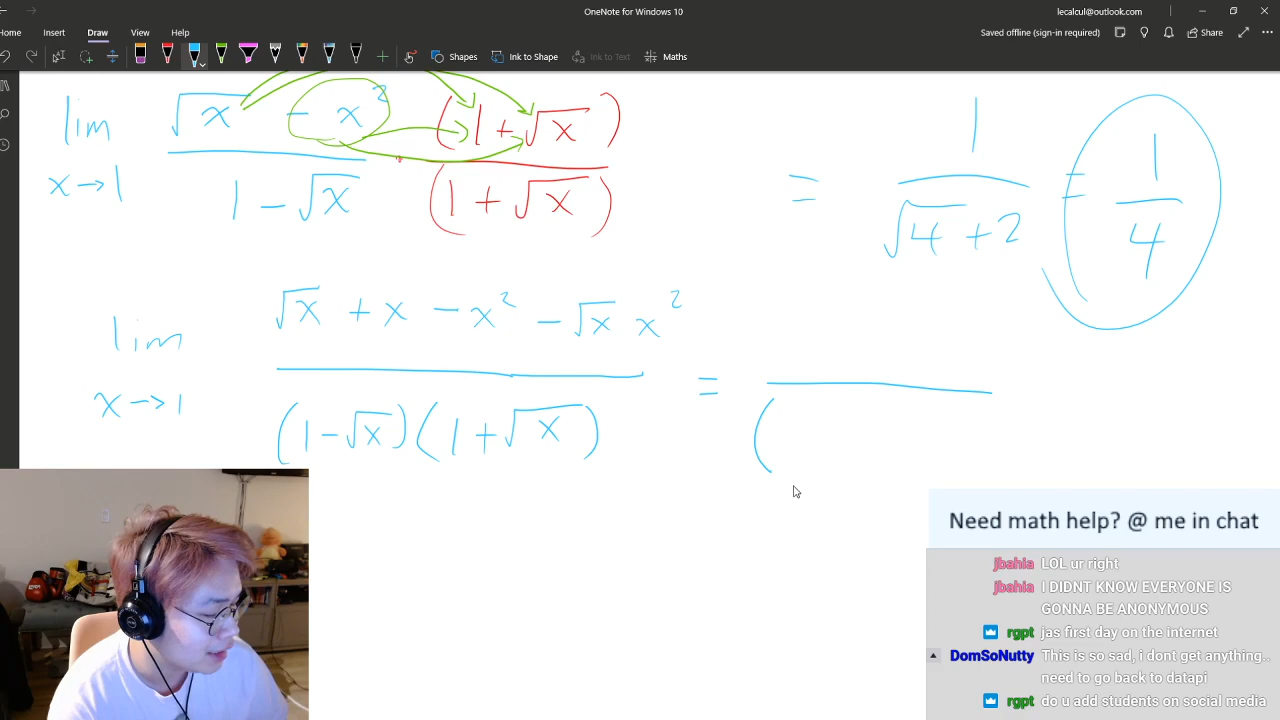 OneNote for Windows 10
lecalcul@outlook.com
Home Insert Draw View Help
Saved offline (sign-in required)
Share
Shapes
Ink to Shape
Ink to Text
Maths
lim x→1 √x - x² / 1 - √x · (1 + √x) / (1 + √x)
= 1 / √4 + 2 = 1 / 4
lim x→1 √x + x - x² - √x x² / (1 - √x)(1 + √x) =
(
Need math help? @ me in chat
jbahia LOL ur right
jbahia I DIDNT KNOW EVERYONE IS
GONNA BE ANONYMOUS
rgpt jas first day on the internet
DomSoNutty This is so sad, i dont get anything..
need to go back to datapi
rgpt do u add students on social media